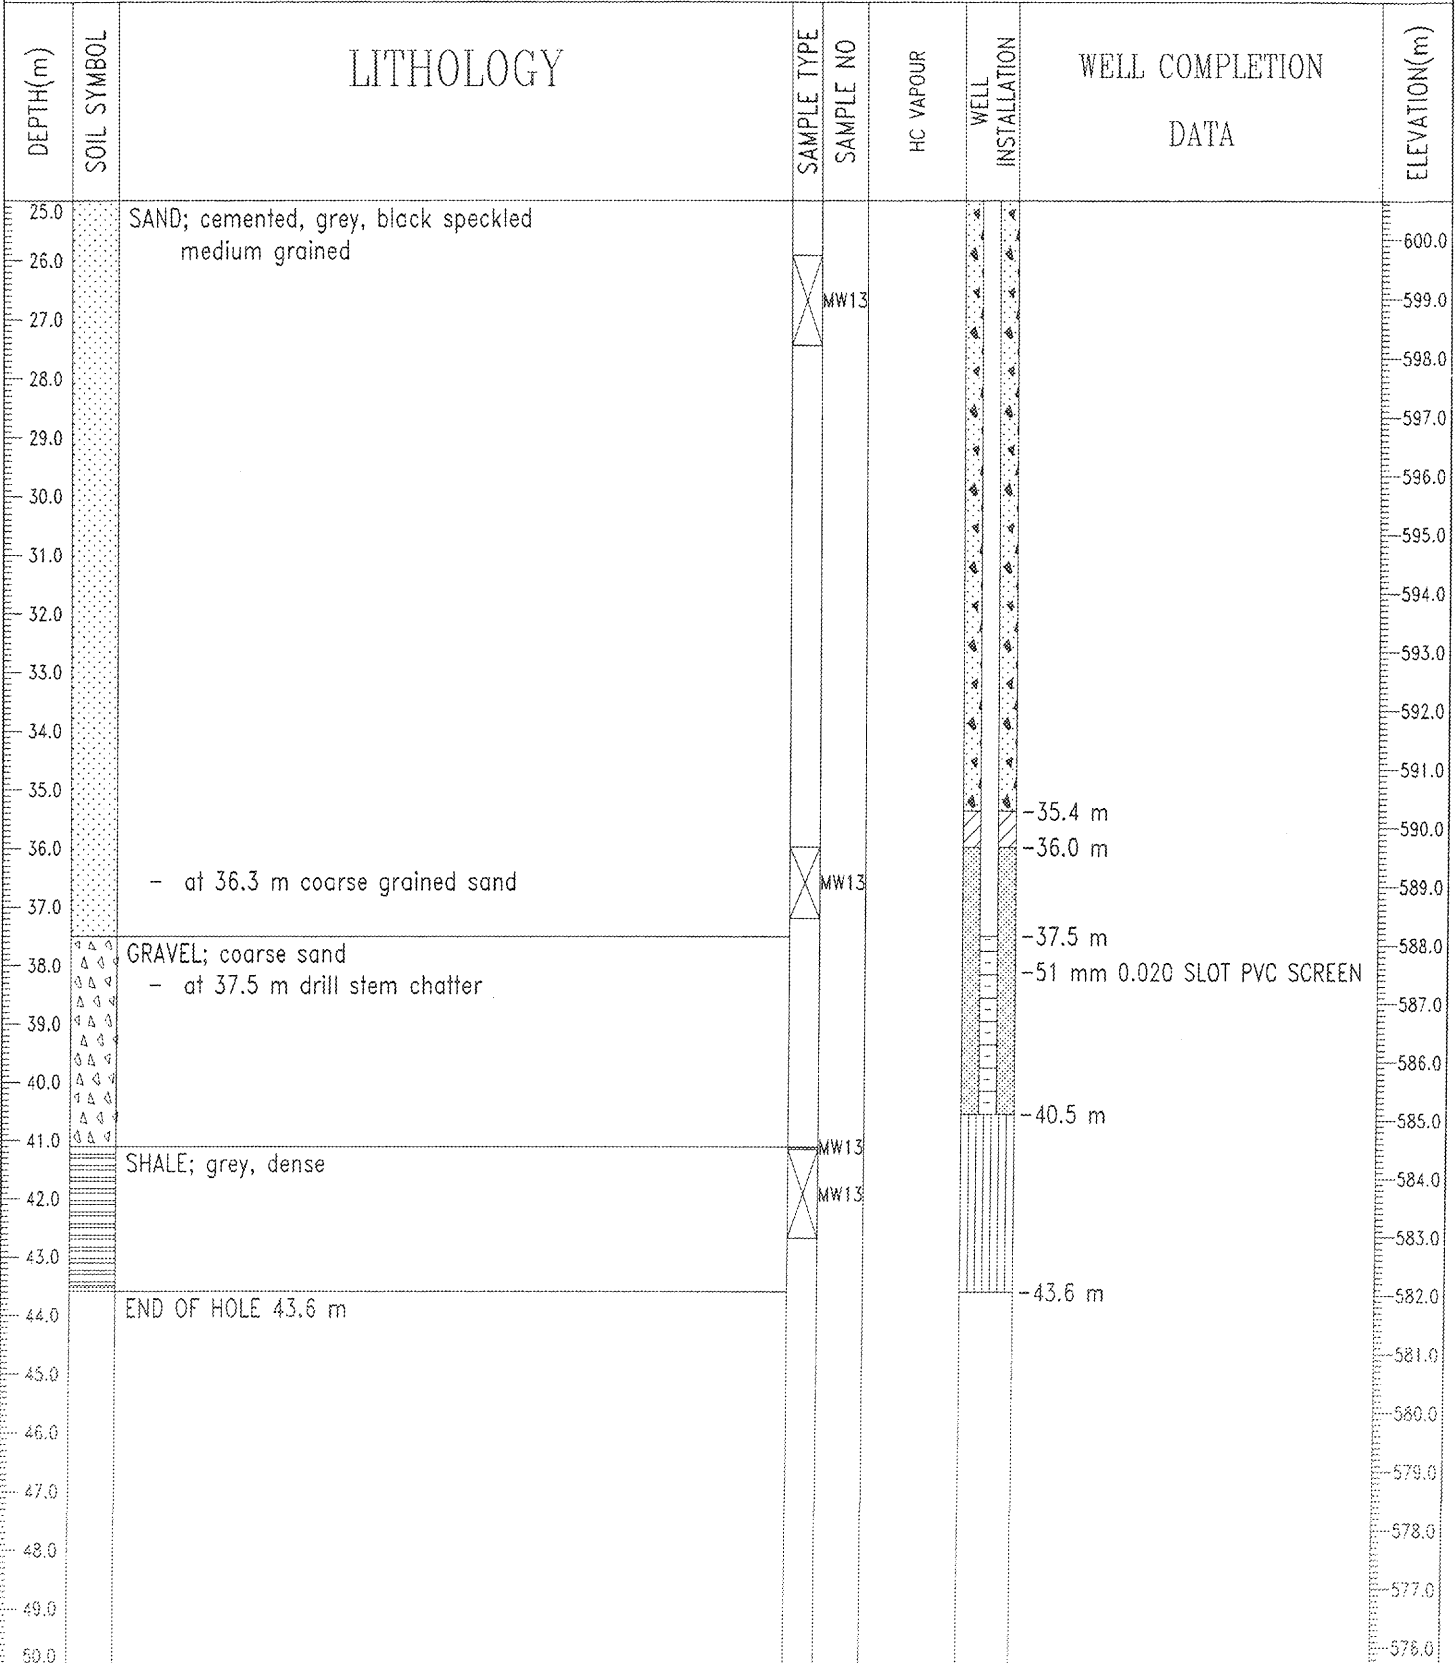 DEPTH(m)
SOIL SYMBOL
LITHOLOGY
SAMPLE TYPE
SAMPLE NO
HC VAPOUR
WELL
INSTALLATION
WELL COMPLETION
DATA
ELEVATION(m)
25.0
26.0
27.0
28.0
29.0
30.0
31.0
32.0
33.0
34.0
35.0
36.0
37.0
38.0
39.0
40.0
41.0
42.0
43.0
44.0
45.0
46.0
47.0
48.0
49.0
50.0
SAND; cemented, grey, black speckled
medium grained
- at 36.3 m coarse grained sand
GRAVEL; coarse sand
- at 37.5 m drill stem chatter
SHALE; grey, dense
END OF HOLE 43.6 m
MW13
MW13
MW13
MW13
-35.4 m
-36.0 m
-37.5 m
-51 mm 0.020 SLOT PVC SCREEN
-40.5 m
-43.6 m
600.0
599.0
598.0
597.0
596.0
595.0
594.0
593.0
592.0
591.0
590.0
589.0
588.0
587.0
586.0
585.0
584.0
583.0
582.0
581.0
580.0
579.0
578.0
577.0
576.0